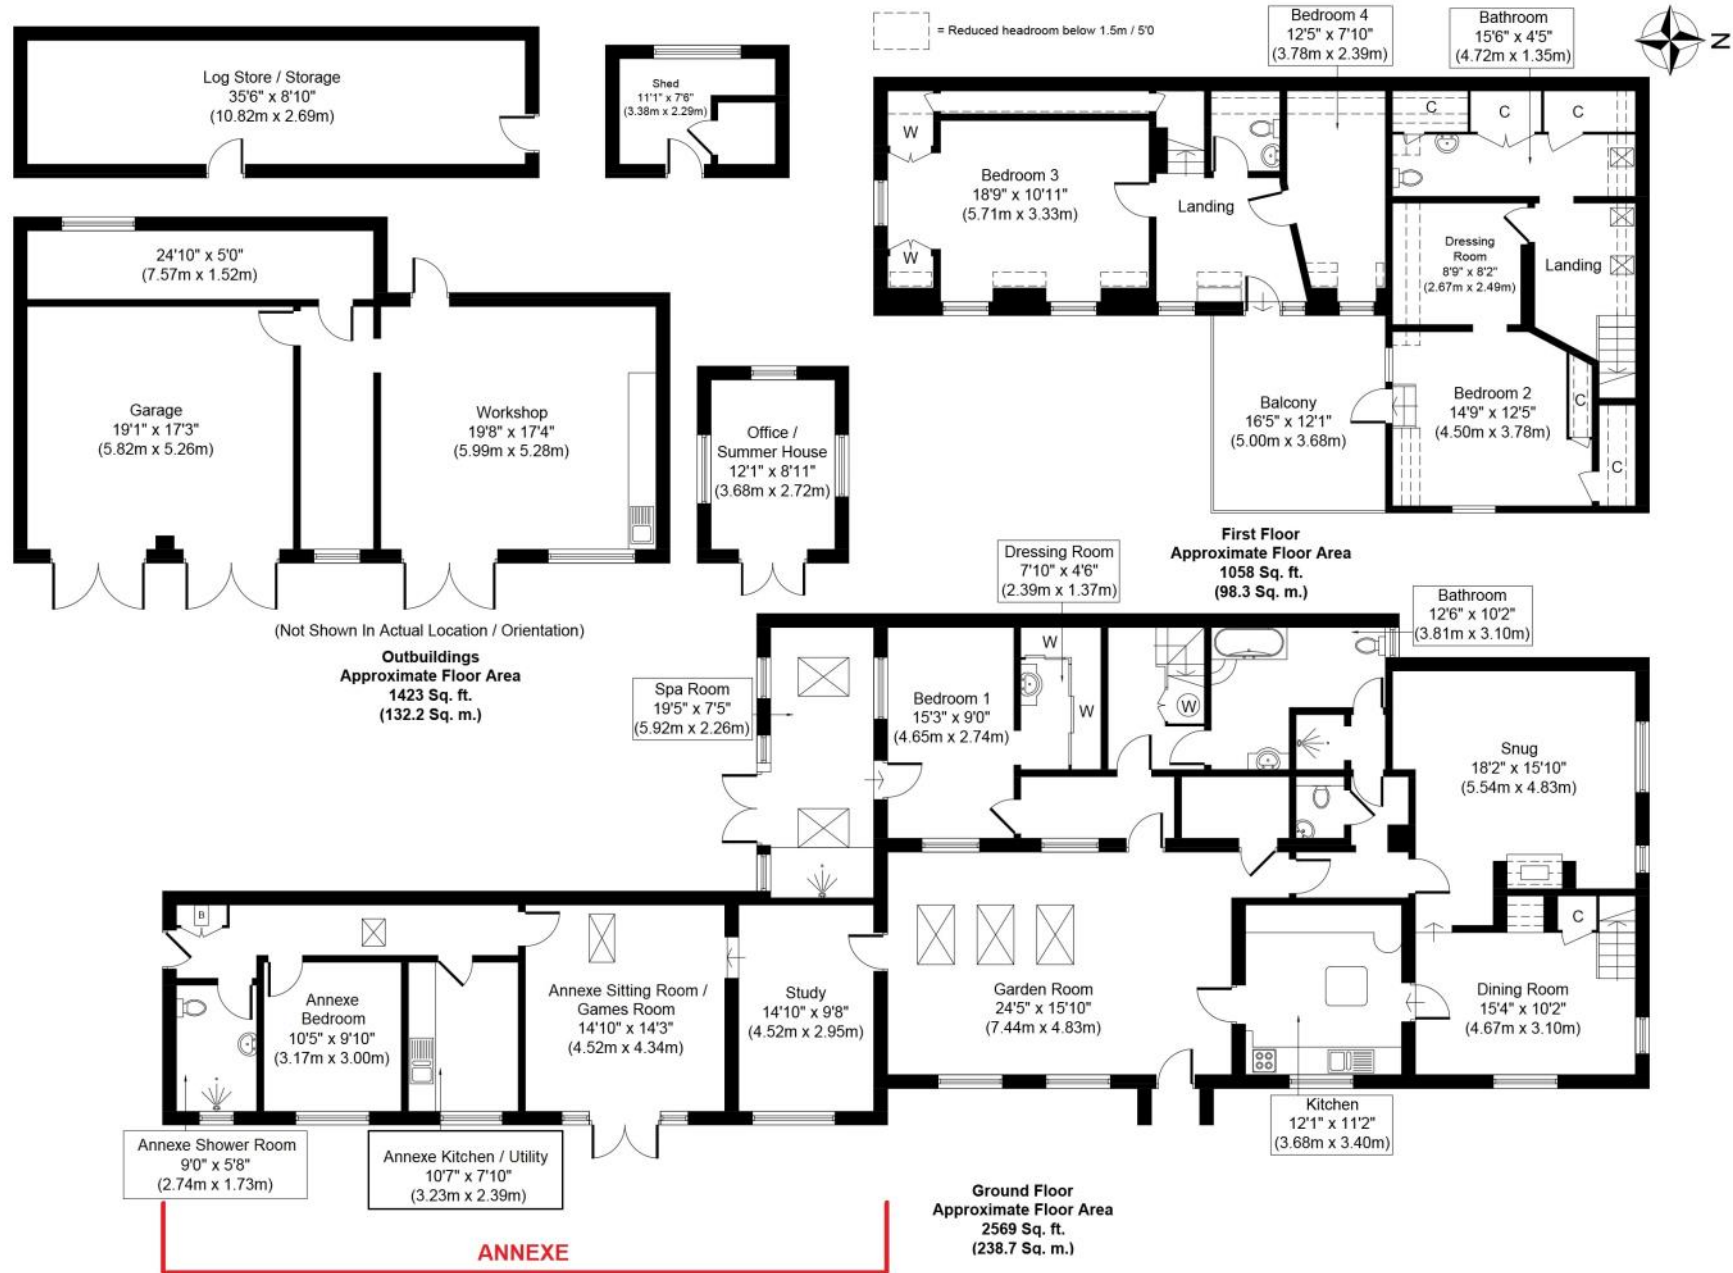 Log Store / Storage
35'6" x 8'10"
(10.82m x 2.69m)
Shed
11'1" x 7'6"
(3.38m x 2.29m)
= Reduced headroom below 1.5m / 5'0
Bedroom 4
12'5" x 7'10"
(3.78m x 2.39m)
Bathroom
15'6" x 4'5"
(4.72m x 1.35m)
N
W
Bedroom 3
18'9" x 10'11"
(5.71m x 3.33m)
W
Landing
C
C
C
Dressing
Room
8'9" x 8'2"
(2.67m x 2.49m)
Landing
Balcony
16'5" x 12'1"
(5.00m x 3.68m)
Bedroom 2
14'9" x 12'5"
(4.50m x 3.78m)
C
C
First Floor
Approximate Floor Area
1058 Sq. ft.
(98.3 Sq. m.)
24'10" x 5'0"
(7.57m x 1.52m)
Garage
19'1" x 17'3"
(5.82m x 5.26m)
Workshop
19'8" x 17'4"
(5.99m x 5.28m)
Office /
Summer House
12'1" x 8'11"
(3.68m x 2.72m)
(Not Shown In Actual Location / Orientation)
Outbuildings
Approximate Floor Area
1423 Sq. ft.
(132.2 Sq. m.)
Dressing Room
7'10" x 4'6"
(2.39m x 1.37m)
Bathroom
12'6" x 10'2"
(3.81m x 3.10m)
Spa Room
19'5" x 7'5"
(5.92m x 2.26m)
Bedroom 1
15'3" x 9'0"
(4.65m x 2.74m)
W
W
W
Snug
18'2" x 15'10"
(5.54m x 4.83m)
B
Annexe
Bedroom
10'5" x 9'10"
(3.17m x 3.00m)
Annexe Sitting Room /
Games Room
14'10" x 14'3"
(4.52m x 4.34m)
Study
14'10" x 9'8"
(4.52m x 2.95m)
Garden Room
24'5" x 15'10"
(7.44m x 4.83m)
C
Dining Room
15'4" x 10'2"
(4.67m x 3.10m)
Kitchen
12'1" x 11'2"
(3.68m x 3.40m)
Annexe Shower Room
9'0" x 5'8"
(2.74m x 1.73m)
Annexe Kitchen / Utility
10'7" x 7'10"
(3.23m x 2.39m)
Ground Floor
Approximate Floor Area
2569 Sq. ft.
(238.7 Sq. m.)
ANNEXE